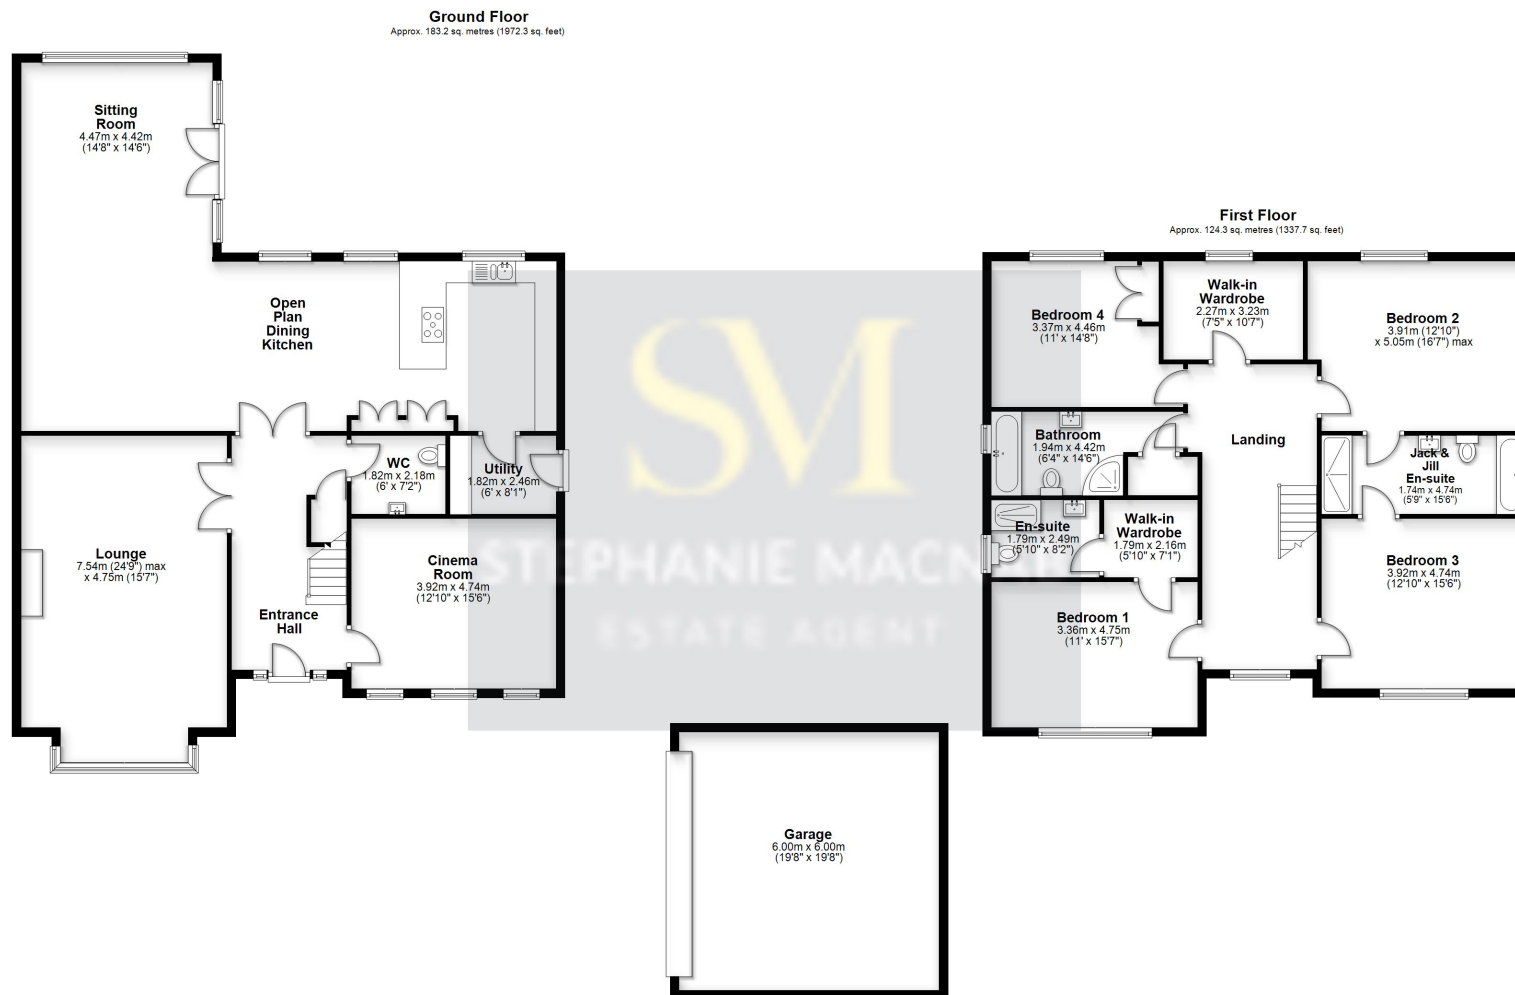 Ground Floor
Approx. 183.2 sq. metres (1972.3 sq. feet)
Sitting
Room
4.47m x 4.42m
(14'8" x 14'6")
Open
Plan
Dining
Kitchen
WC
1.82m x 2.18m
(6' x 7'2")
Utility
1.82m x 2.46m
(6' x 8'1")
Lounge
7.54m (24'9") max
x 4.75m (15'7")
Cinema
Room
3.92m x 4.74m
(12'10" x 15'6")
Entrance
Hall
SM
STEPHANIE MACN
ESTATE AGENT
Garage
6.00m x 6.00m
(19'8" x 19'8")
First Floor
Approx. 124.3 sq. metres (1337.7 sq. feet)
Bedroom 4
3.37m x 4.46m
(11' x 14'8")
Walk-in
Wardrobe
2.27m x 3.23m
(7'5" x 10'7")
Bedroom 2
3.91m (12'10")
x 5.05m (16'7") max
Bathroom
1.94m x 4.42m
(6'4" x 14'6")
Landing
Jack &
Jill
En-suite
1.74m x 4.74m
(5'9" x 15'6")
En-suite
1.79m x 2.49m
(5'10" x 8'2")
Walk-in
Wardrobe
1.79m x 2.16m
(5'10" x 7'1")
Bedroom 3
3.92m x 4.74m
(12'10" x 15'6")
Bedroom 1
3.36m x 4.75m
(11' x 15'7")